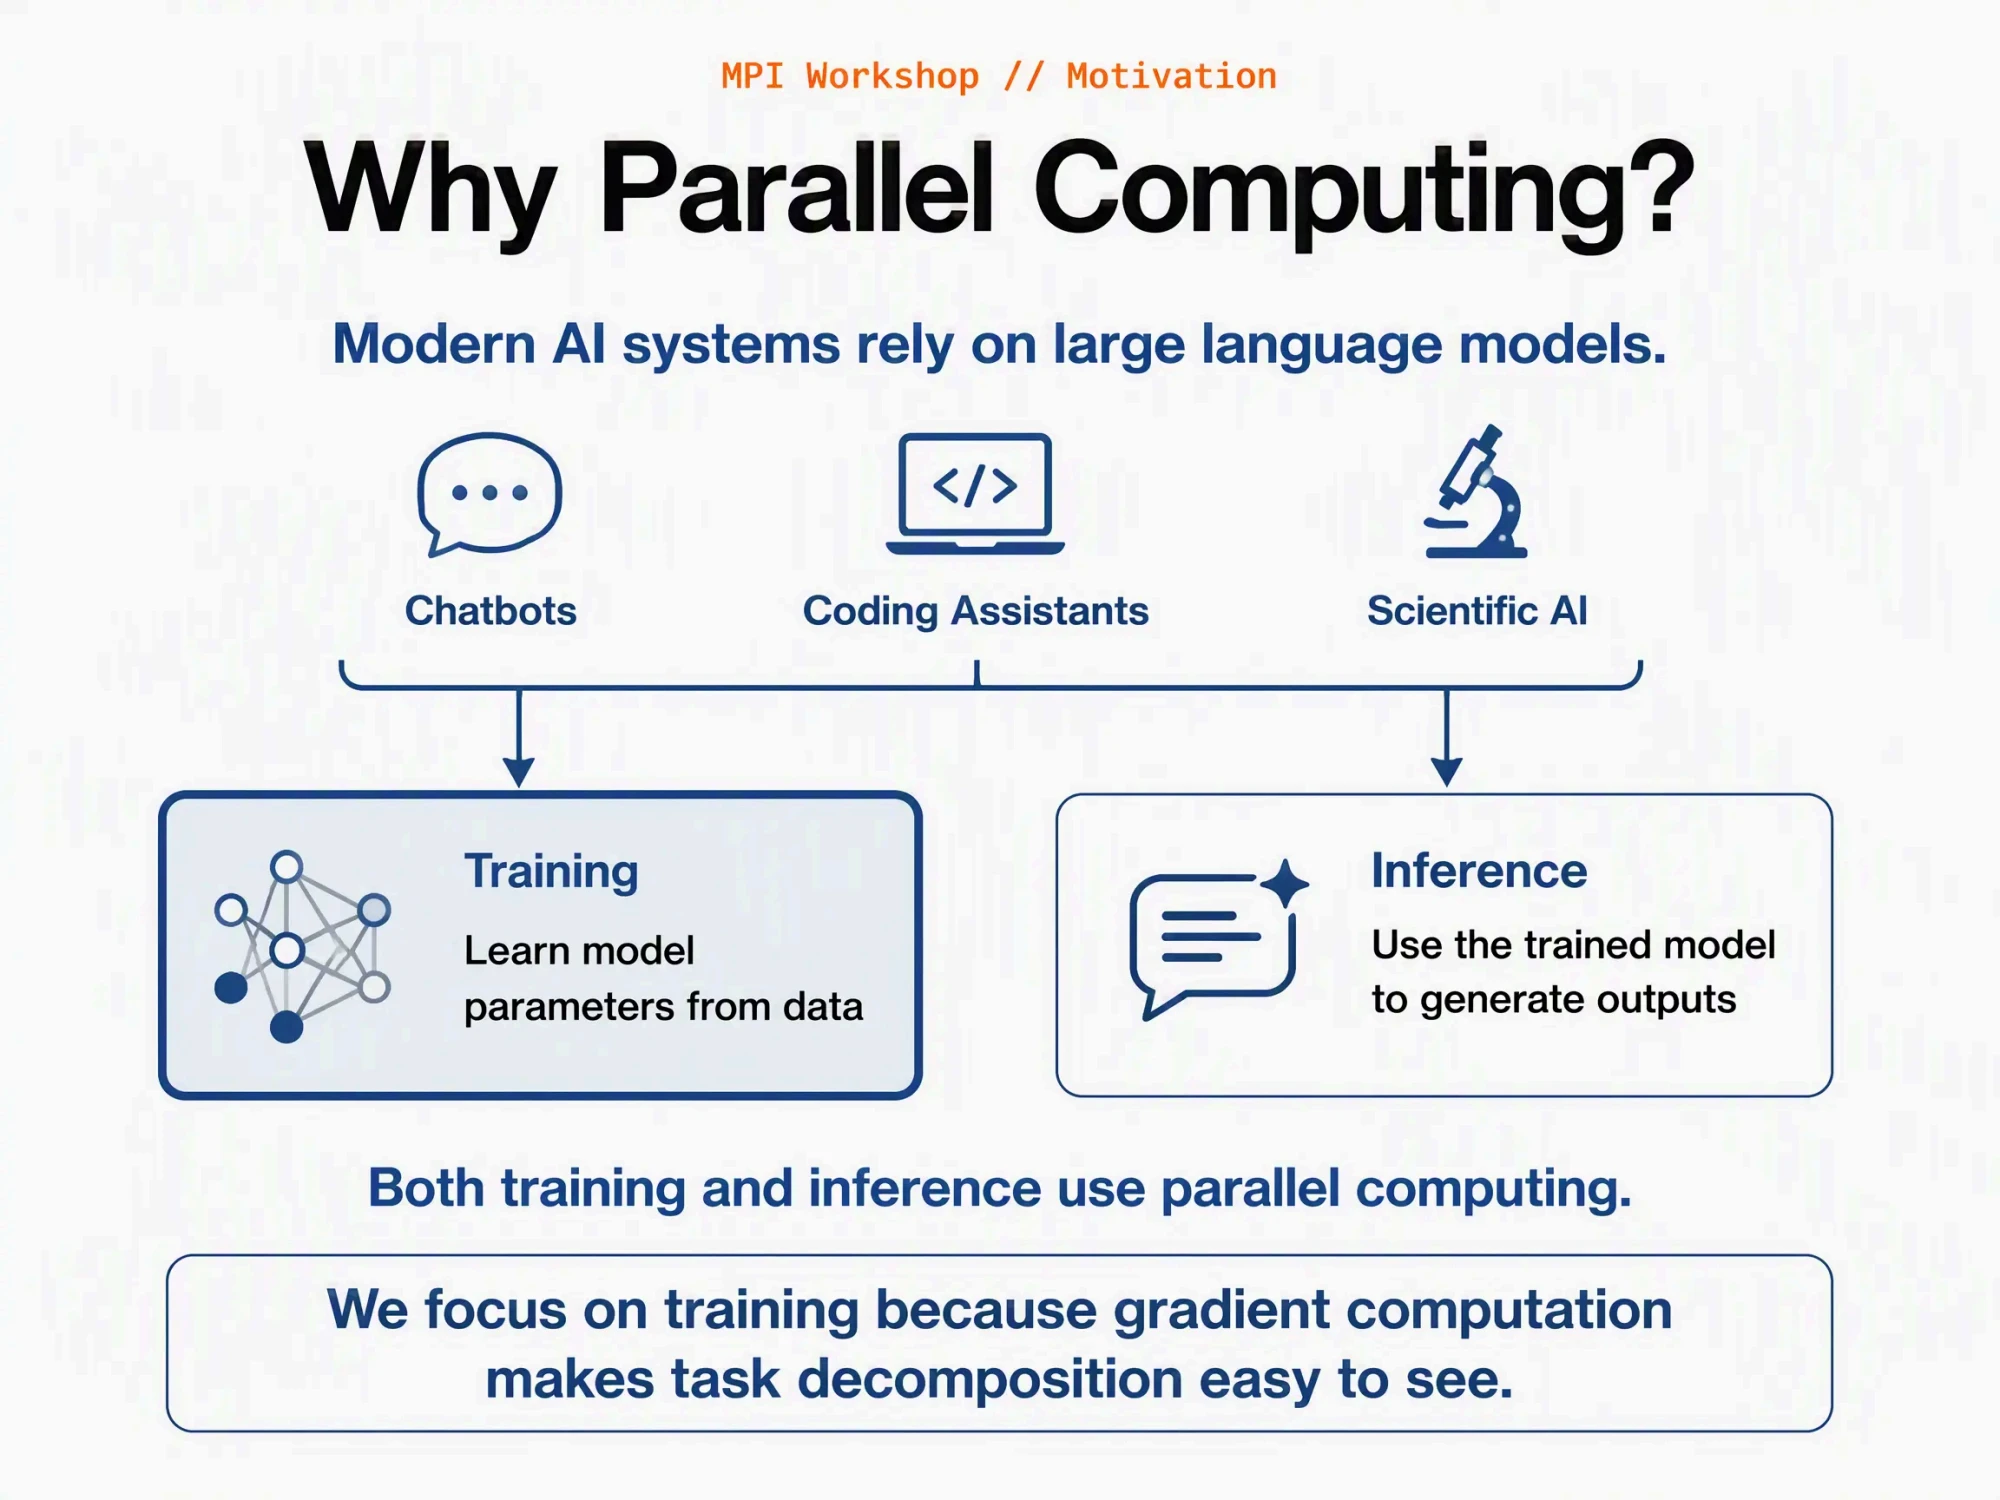 MPI Workshop // Motivation
Why Parallel Computing?
Modern AI systems rely on large language models.
</>
Chatbots
Coding Assistants
Scientific AI
Training
Learn model
parameters from data
Inference
Use the trained model
to generate outputs
Both training and inference use parallel computing.
We focus on training because gradient computation
makes task decomposition easy to see.